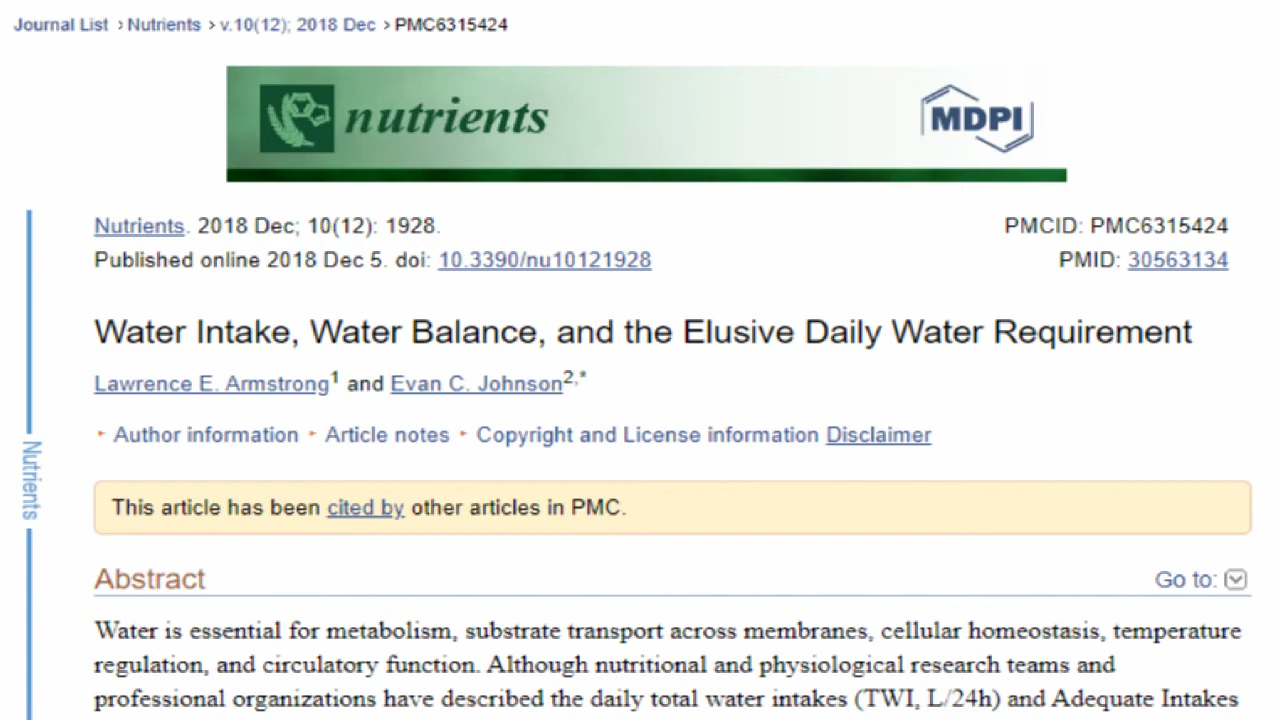 Journal List > Nutrients > v.10(12); 2018 Dec > PMC6315424
nutrients
MDPI
Nutrients. 2018 Dec; 10(12): 1928.
PMCID: PMC6315424
Published online 2018 Dec 5. doi: 10.3390/nu10121928
PMID: 30563134
Water Intake, Water Balance, and the Elusive Daily Water Requirement
Lawrence E. Armstrong1 and Evan C. Johnson2,*
Author information Article notes Copyright and License information Disclaimer
Nutrients
This article has been cited by other articles in PMC.
Abstract
Go to:
Water is essential for metabolism, substrate transport across membranes, cellular homeostasis, temperature
regulation, and circulatory function. Although nutritional and physiological research teams and
professional organizations have described the daily total water intakes (TWI, L/24h) and Adequate Intakes